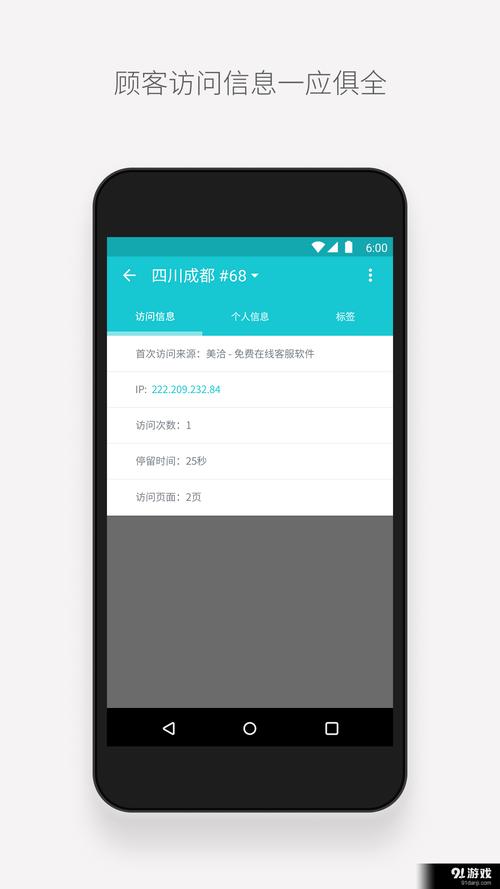 顾客访问信息一应俱全
6:00
四川成都 #68
访问信息 个人信息 标签
首次访问来源：美洽 - 免费在线客服软件
IP: 222.209.232.84
访问次数：1
停留时间：25秒
访问页面：2页
91游戏
91danji.com